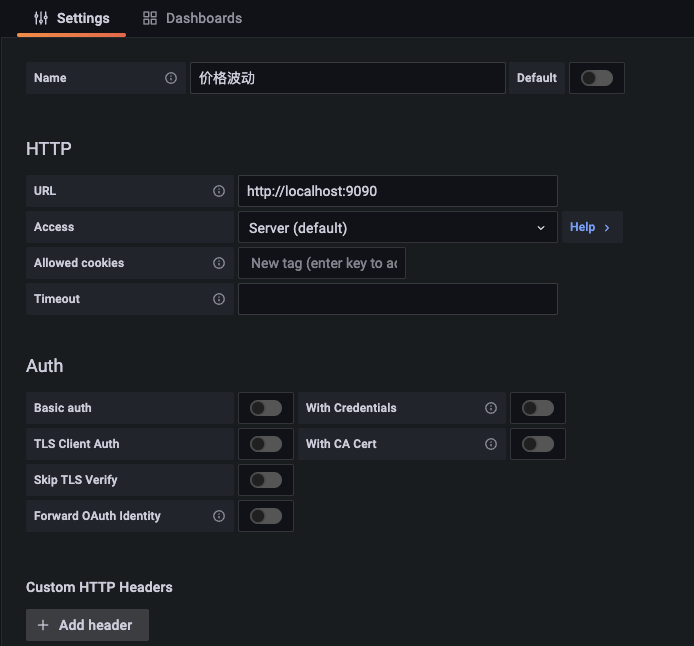 Settings Dashboards
Name 价格波动 Default
HTTP
URL http://localhost:9090
Access Server (default) Help
Allowed cookies New tag (enter key to ad
Timeout
Auth
Basic auth With Credentials
TLS Client Auth With CA Cert
Skip TLS Verify
Forward OAuth Identity
Custom HTTP Headers
+ Add header